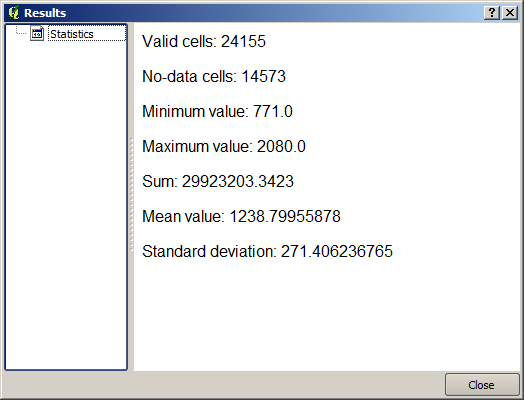 Results
Statistics
Valid cells: 24155
No-data cells: 14573
Minimum value: 771.0
Maximum value: 2080.0
Sum: 29923203.3423
Mean value: 1238.79955878
Standard deviation: 271.406236765
Close